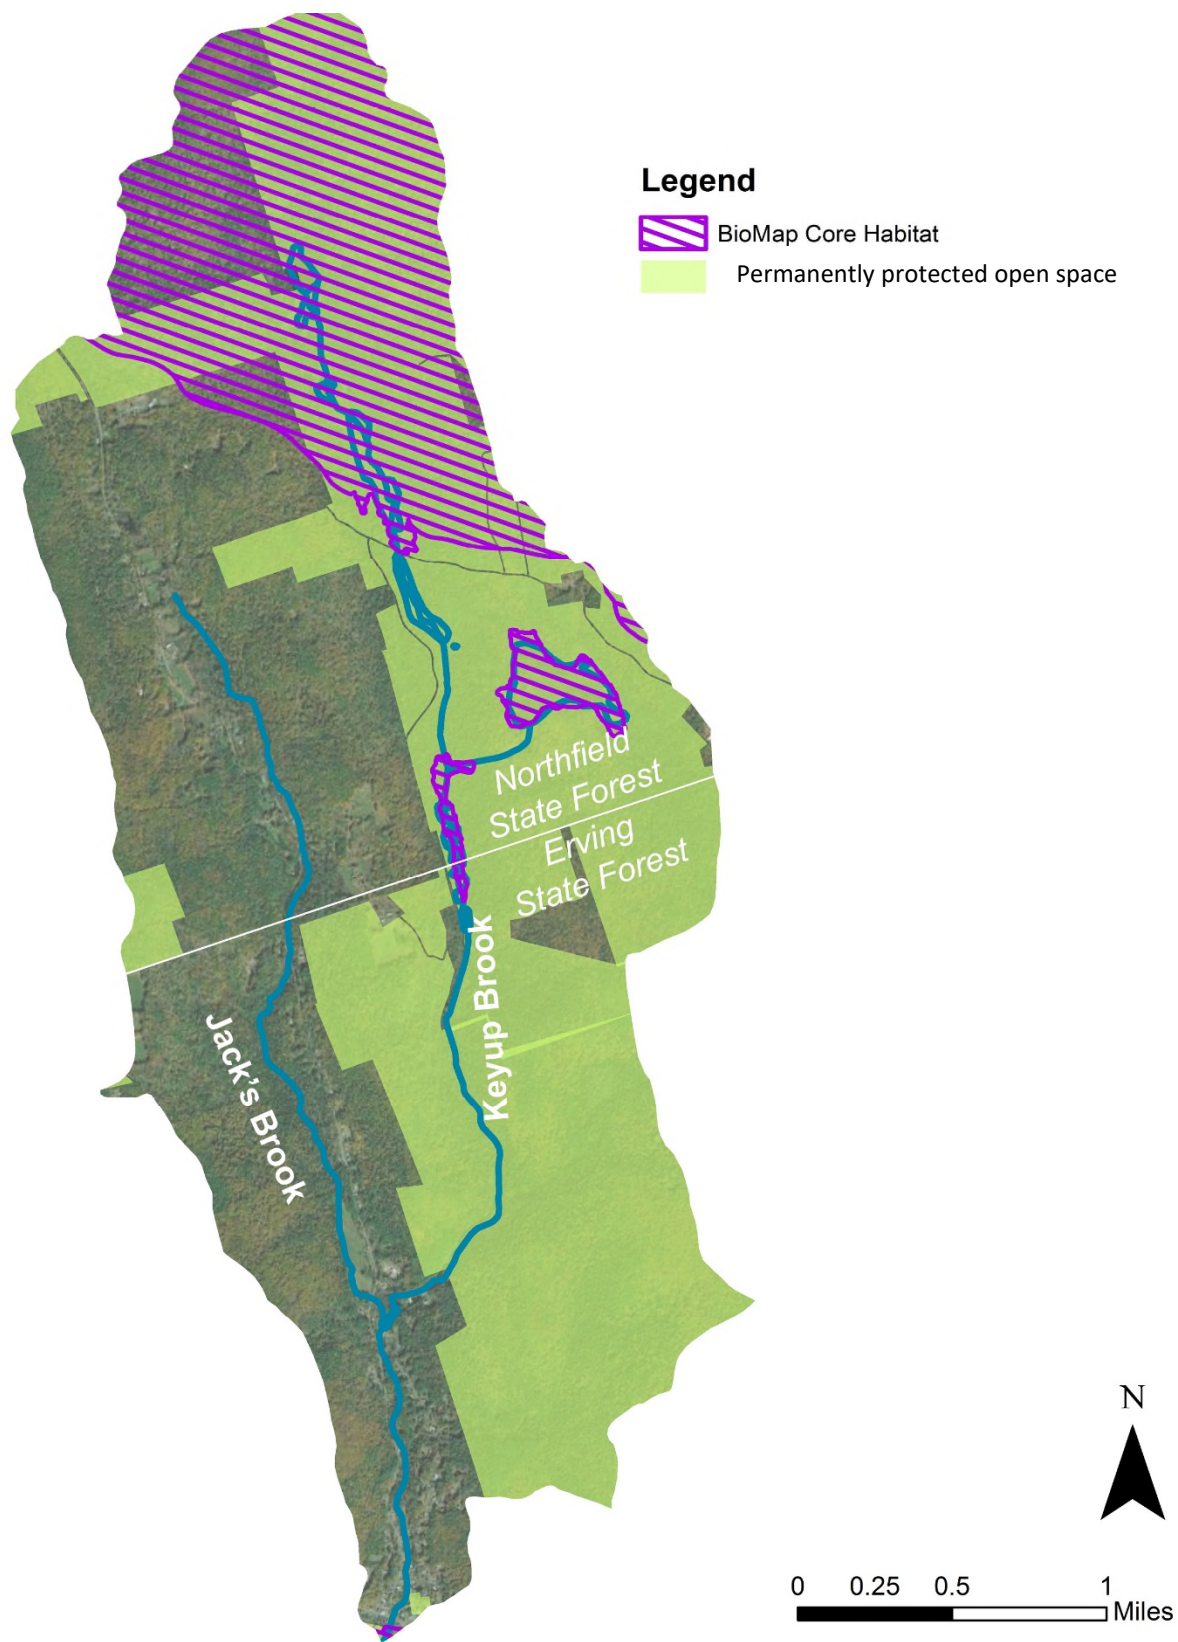 Legend
BioMap Core Habitat
Permanently protected open space
Northfield
State Forest
Erving
State Forest
Keyup Brook
Jack's Brook
N
0 0.25 0.5 1
Miles